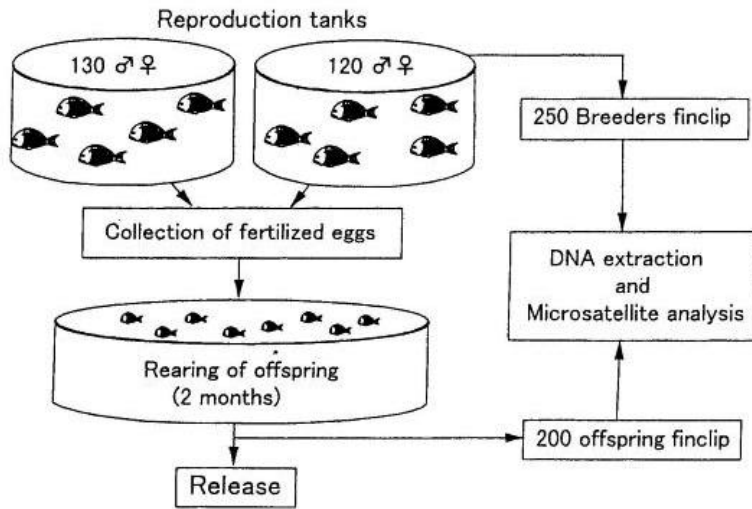 Reproduction tanks
130 ♂♀
120 ♂♀
250 Breeders finclip
Collection of fertilized eggs
DNA extraction
and
Microsatellite analysis
Rearing of offspring
(2 months)
200 offspring finclip
Release